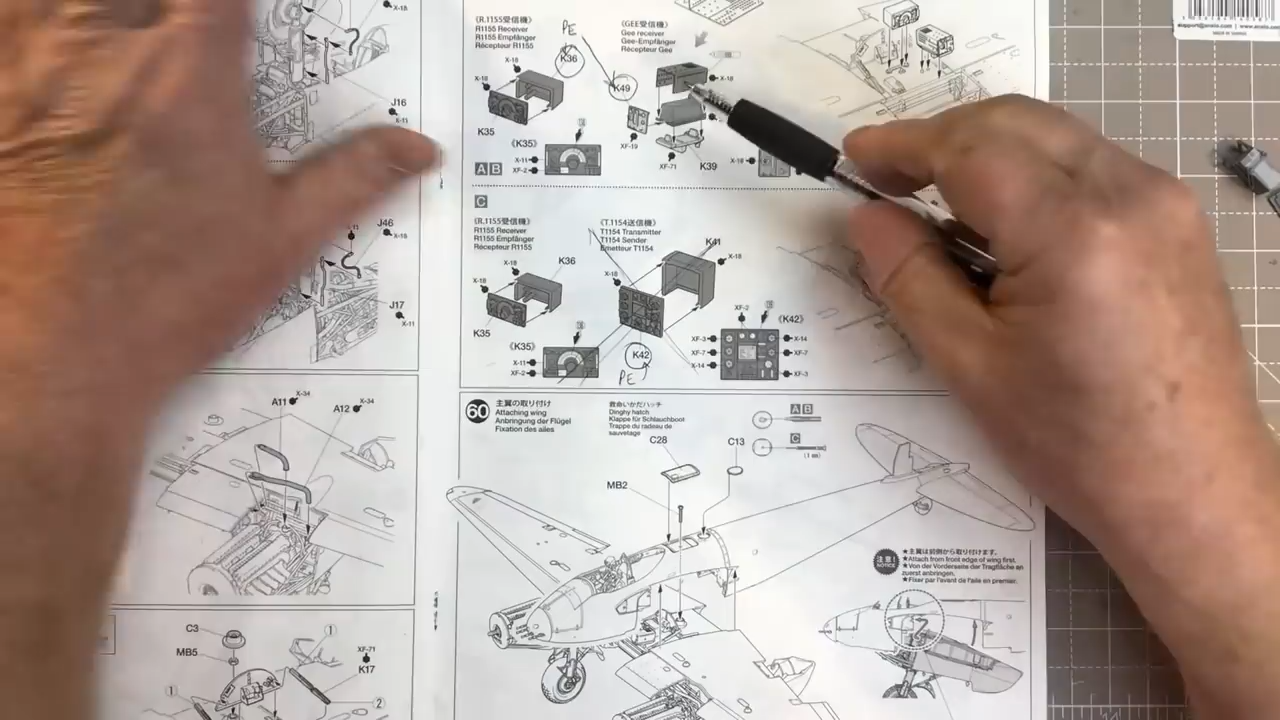 X-18
J16
X-11
J46
X-18
11
J17
X-11
A11
X-34
A12
X-34
C3
MB5
1
XF-71
K17
1
2
《R.1155受信機》
R1155 Receiver
R1155 Empfänger
Récepteur R1155
PE
K36
X-18
X-18
K35
《K35》
X-11
XF-2
A B
《GEE受信機》
Gee receiver
Gee-Empfänger
Récepteur Gee
K49
X-18
XF-19
XF-71
K39
X-18
C
《R.1155受信機》
R1155 Receiver
R1155 Empfänger
Récepteur R1155
K36
X-18
X-18
K35
《K35》
X-11
XF-2
《T.1154送信機》
T1154 Transmitter
T1154 Sender
Émetteur T1154
K41
X-18
X-18
K42
PE
XF-2
《K42》
XF-3
XF-7
X-14
X-14
XF-7
XF-3
60
主翼の取り付け
Attaching wing
Anbringung der Flügel
Fixation des ailes
救命いかだハッチ
Dinghy hatch
Klappe für Schlauchboot
Trappe du radeau de
sauvetage
C28
C13
MB2
A B
C
注意!
NOTICE
★主翼は前側から取り付けます。
★Attach from front edge of wing first.
★Von der Vorderseite der Tragfläche en
zuerst anbringen.
★Fixer par l'avant de l'aile en premier.